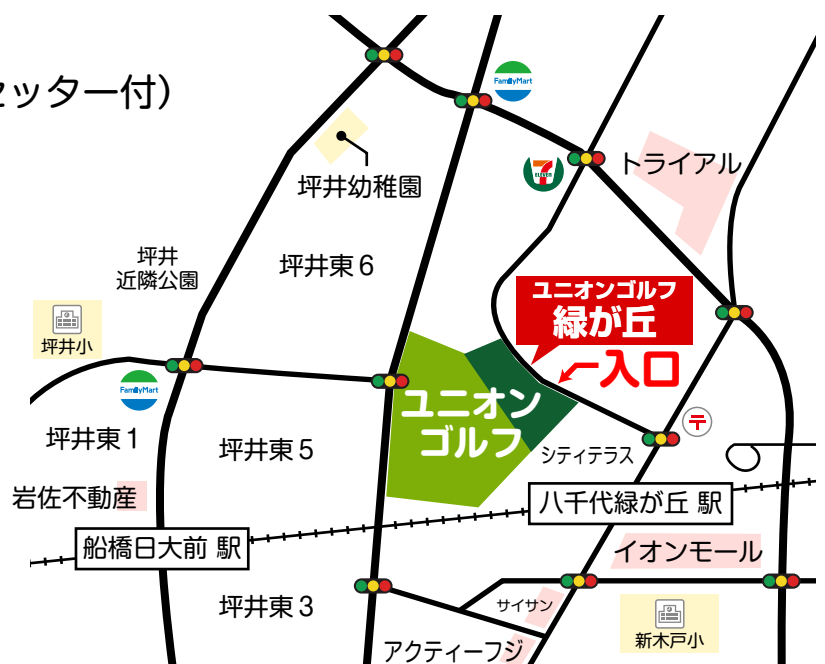 セッター付）
FamilyMart
7
ELEVEN
トライアル
坪井幼稚園
坪井
近隣公園
坪井東6
ユニオンゴルフ
緑が丘
入口
坪井小
FamilyMart
ユニオン
ゴルフ
坪井東1
坪井東5
シティテラス
岩佐不動産
八千代緑が丘 駅
船橋日大前 駅
イオンモール
坪井東3
サイサン
新木戸小
アクティーフジ